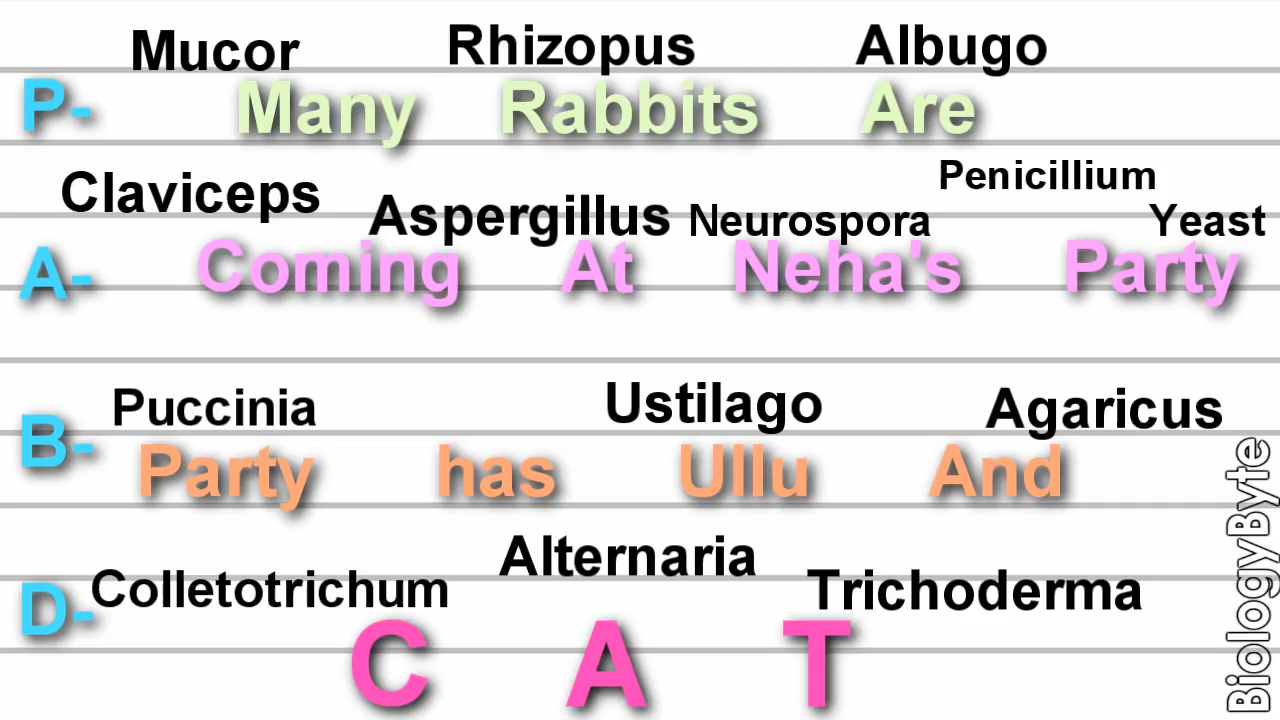 Mucor Rhizopus Albugo
P- Many Rabbits Are
Claviceps Aspergillus Neurospora Penicillium Yeast
A- Coming At Neha's Party
Puccinia Ustilago Agaricus
B- Party has Ullu And
Colletotrichum Alternaria Trichoderma
D- C A T
BiologyByte